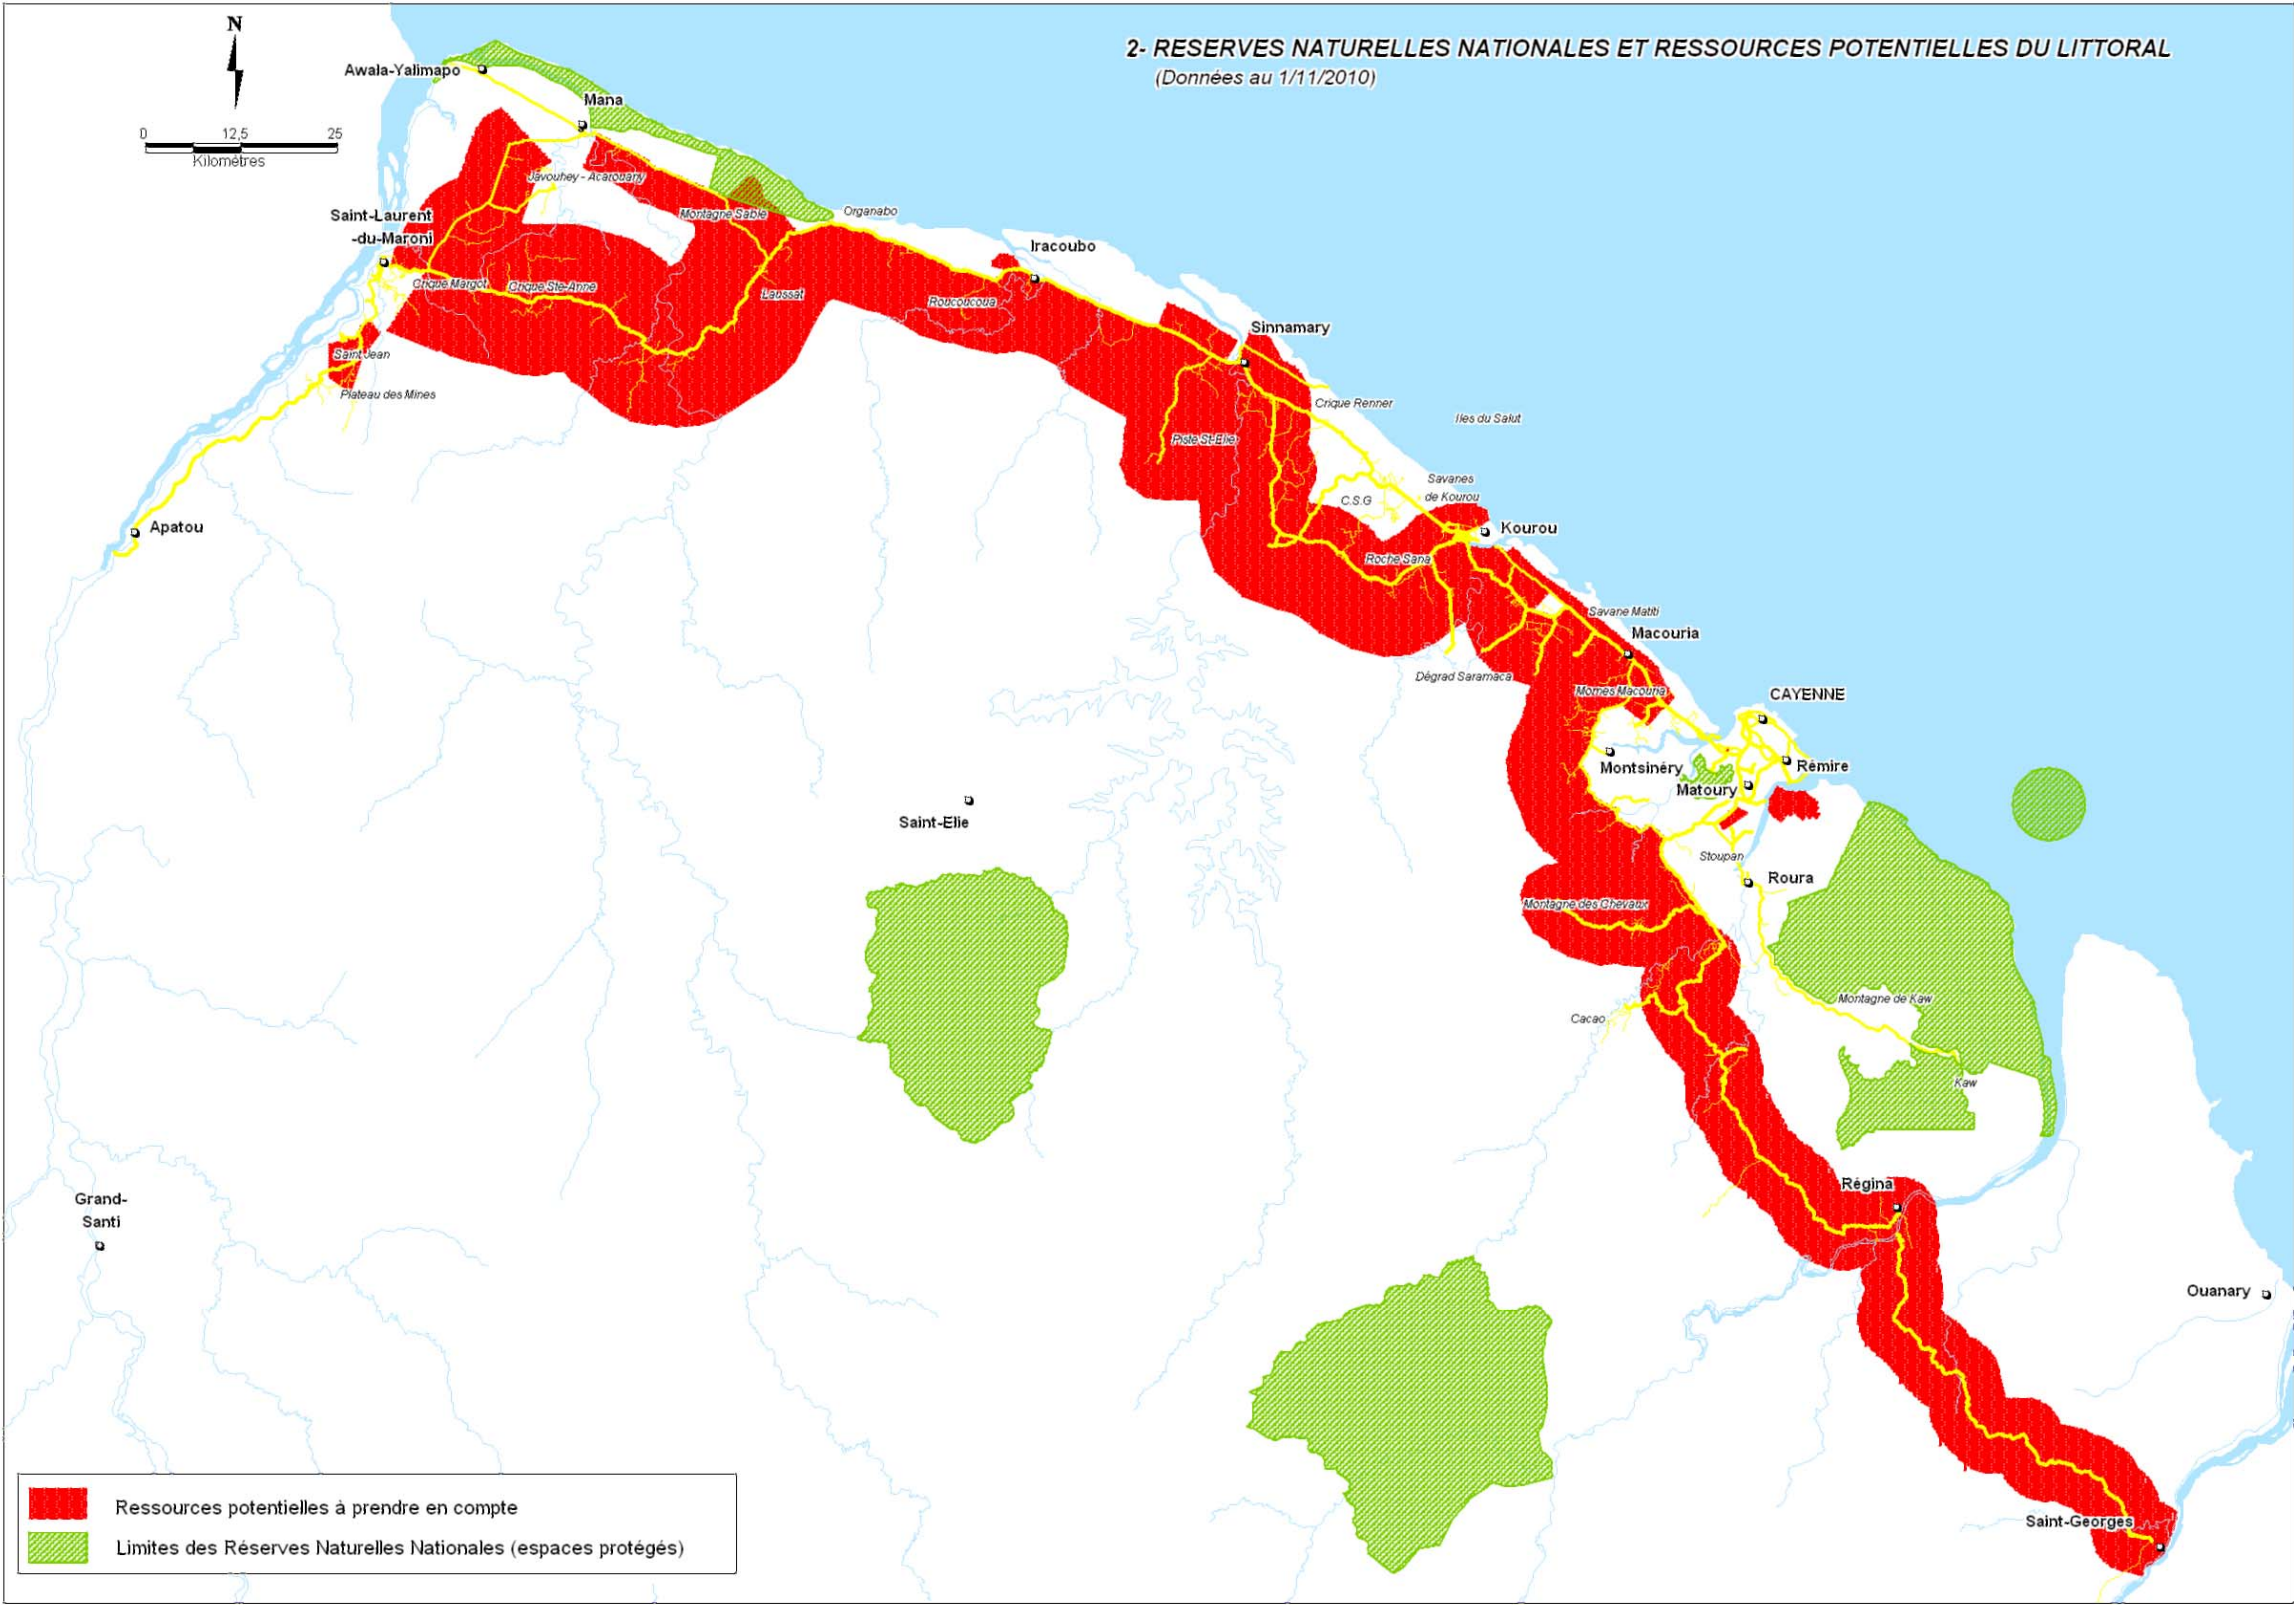 N
2- RESERVES NATURELLES NATIONALES ET RESSOURCES POTENTIELLES DU LITTORAL
(Données au 1/11/2010)
Awala-Yalimapo
Mana
0 12,5 25
Kilomètres
Javouhey - Acarouany
Saint-Laurent
-du-Maroni
Montagne Sable
Organabo
Iracoubo
Crique Margot
Crique Ste-Anne
Laussat
Roucoucoua
Sinnamary
Saint Jean
Plateau des Mines
Crique Renner
Iles du Salut
Piste St-Elie
Savanes
de Kourou
C.S.G
Apatou
Kourou
Roche Sana
Savane Matiti
Macouria
Dégrad Saramaca
Mornes Macouria
CAYENNE
Montsinéry
Rémire
Matoury
Saint-Elie
Stoupan
Roura
Montagne des Chevaux
Montagne de Kaw
Cacao
Kaw
Régina
Grand-
Santi
Ouanary
Saint-Georges
Ressources potentielles à prendre en compte
Limites des Réserves Naturelles Nationales (espaces protégés)